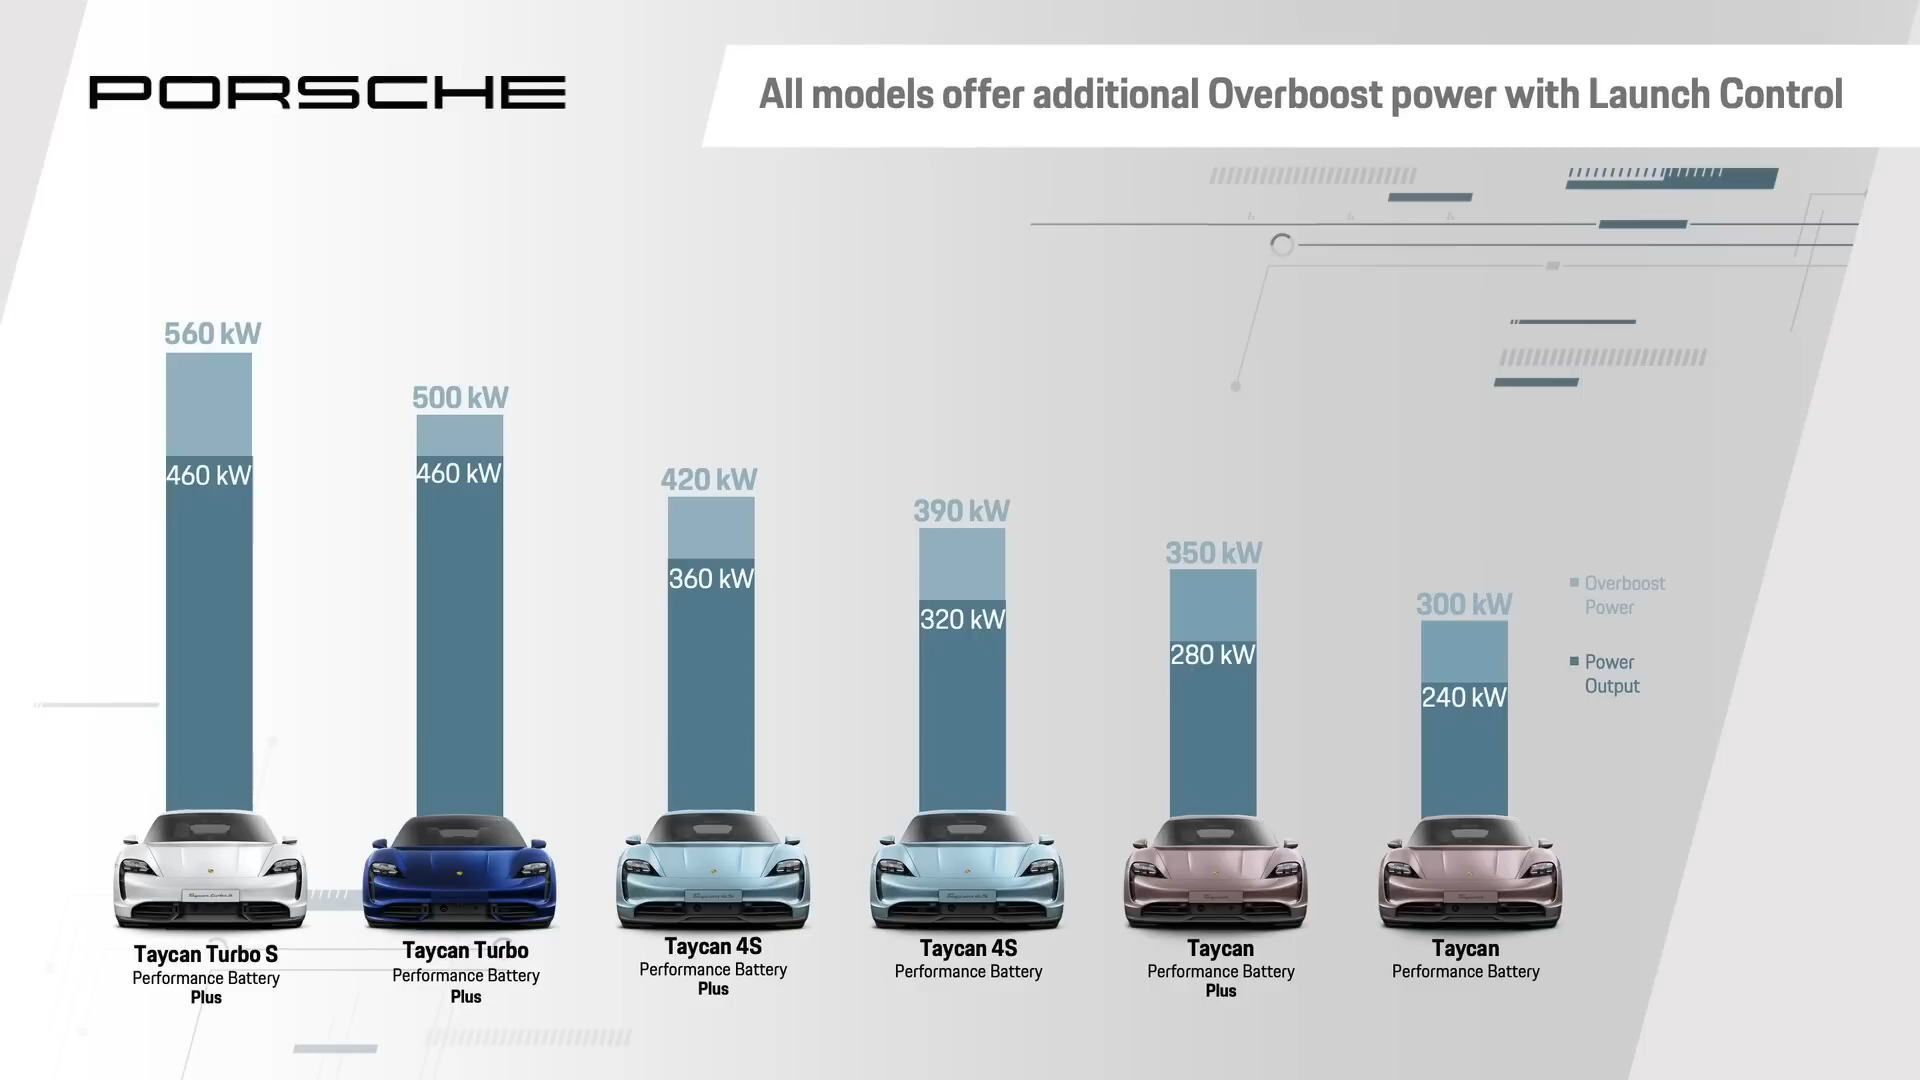 PORSCHE
All models offer additional Overboost power with Launch Control
560 kW
460 kW
500 kW
460 kW
420 kW
360 kW
390 kW
320 kW
350 kW
280 kW
300 kW
240 kW
Overboost
Power
Power
Output
Taycan Turbo S
Performance Battery
Plus
Taycan Turbo
Performance Battery
Plus
Taycan 4S
Performance Battery
Plus
Taycan 4S
Performance Battery
Taycan
Performance Battery
Plus
Taycan
Performance Battery